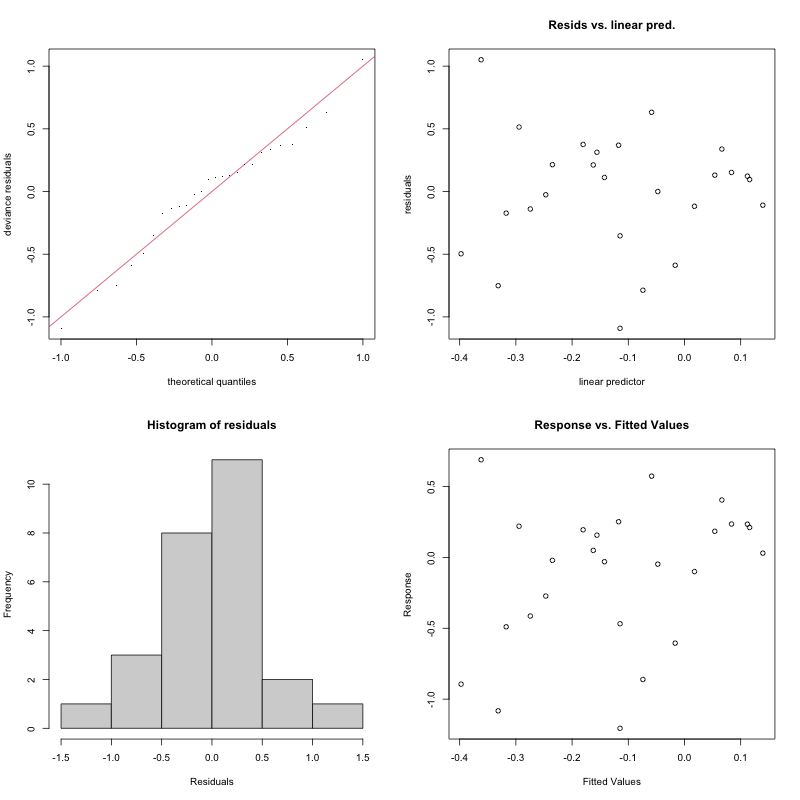 deviance residuals
1.0
0.5
0.0
-0.5
-1.0
-1.0 -0.5 0.0 0.5 1.0
theoretical quantiles
Resids vs. linear pred.
residuals
1.0
0.5
0.0
-0.5
-1.0
-0.4 -0.3 -0.2 -0.1 0.0 0.1
linear predictor
Histogram of residuals
Frequency
10
8
6
4
2
0
-1.5 -1.0 -0.5 0.0 0.5 1.0 1.5
Residuals
Response vs. Fitted Values
Response
0.5
0.0
-0.5
-1.0
-0.4 -0.3 -0.2 -0.1 0.0 0.1
Fitted Values